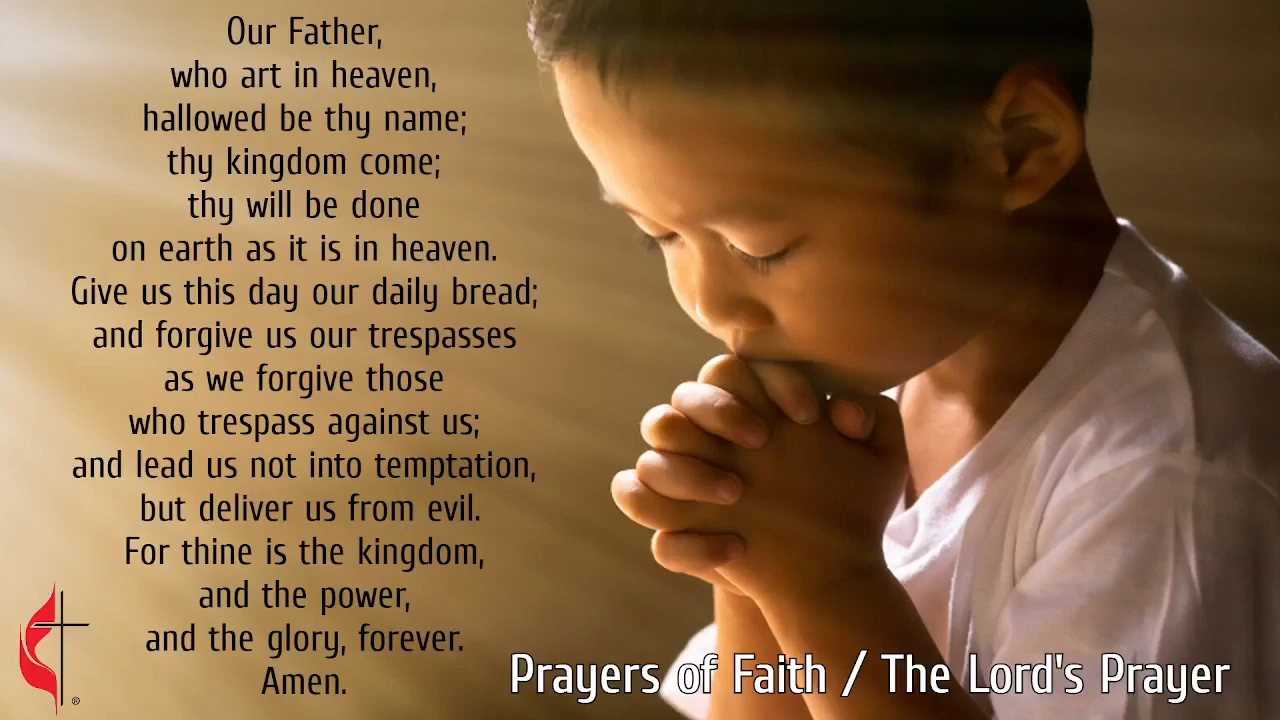 Our Father,
who art in heaven,
hallowed be thy name;
thy kingdom come;
thy will be done
on earth as it is in heaven.
Give us this day our daily bread;
and forgive us our trespasses
as we forgive those
who trespass against us;
and lead us not into temptation,
but deliver us from evil.
For thine is the kingdom,
and the power,
and the glory, forever.
Amen.
®
Prayers of Faith / The Lord's Prayer